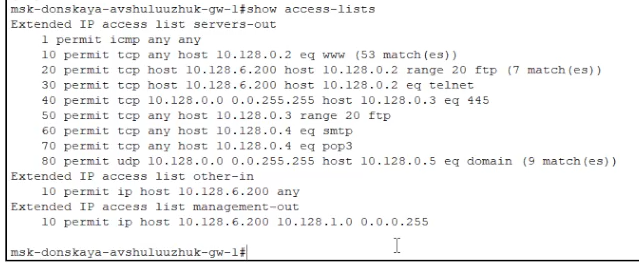 msk-donskaya-avshuluuzhuk-gw-1#show access-lists
Extended IP access list servers-out
1 permit icmp any any
10 permit tcp any host 10.128.0.2 eq www (53 match(es))
20 permit tcp host 10.128.6.200 host 10.128.0.2 range 20 ftp (7 match(es))
30 permit tcp host 10.128.6.200 host 10.128.0.2 eq telnet
40 permit tcp 10.128.0.0 0.0.255.255 host 10.128.0.3 eq 445
50 permit tcp any host 10.128.0.3 range 20 ftp
60 permit tcp any host 10.128.0.4 eq smtp
70 permit tcp any host 10.128.0.4 eq pop3
80 permit udp 10.128.0.0 0.0.255.255 host 10.128.0.5 eq domain (9 match(es))
Extended IP access list other-in
10 permit ip host 10.128.6.200 any
Extended IP access list management-out
10 permit ip host 10.128.6.200 10.128.1.0 0.0.0.255
msk-donskaya-avshuluuzhuk-gw-1#